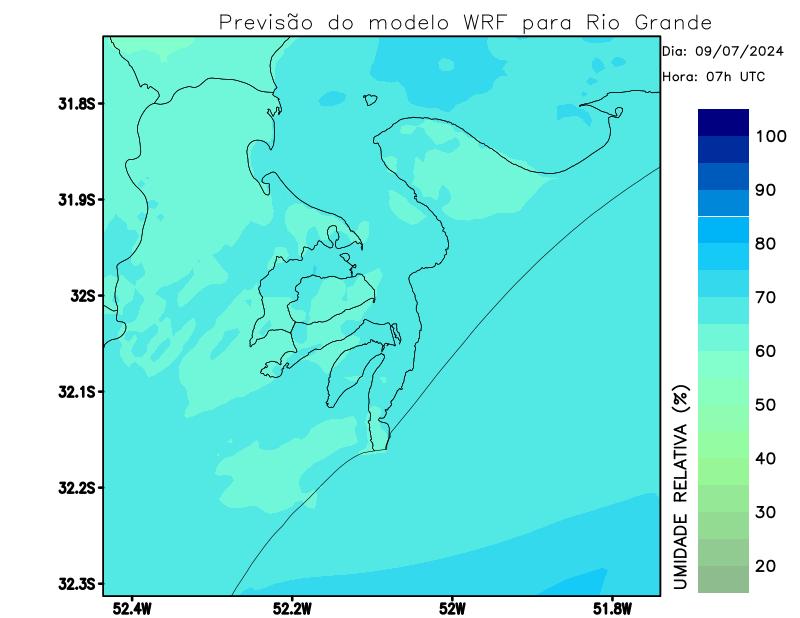 Previsão do modelo WRF para Rio Grande
Dia: 09/07/2024
Hora: 07h UTC
31.8S
31.9S
32S
32.1S
32.2S
32.3S
52.4W
52.2W
52W
51.8W
100
90
80
70
60
50
40
30
20
UMIDADE RELATIVA (%)